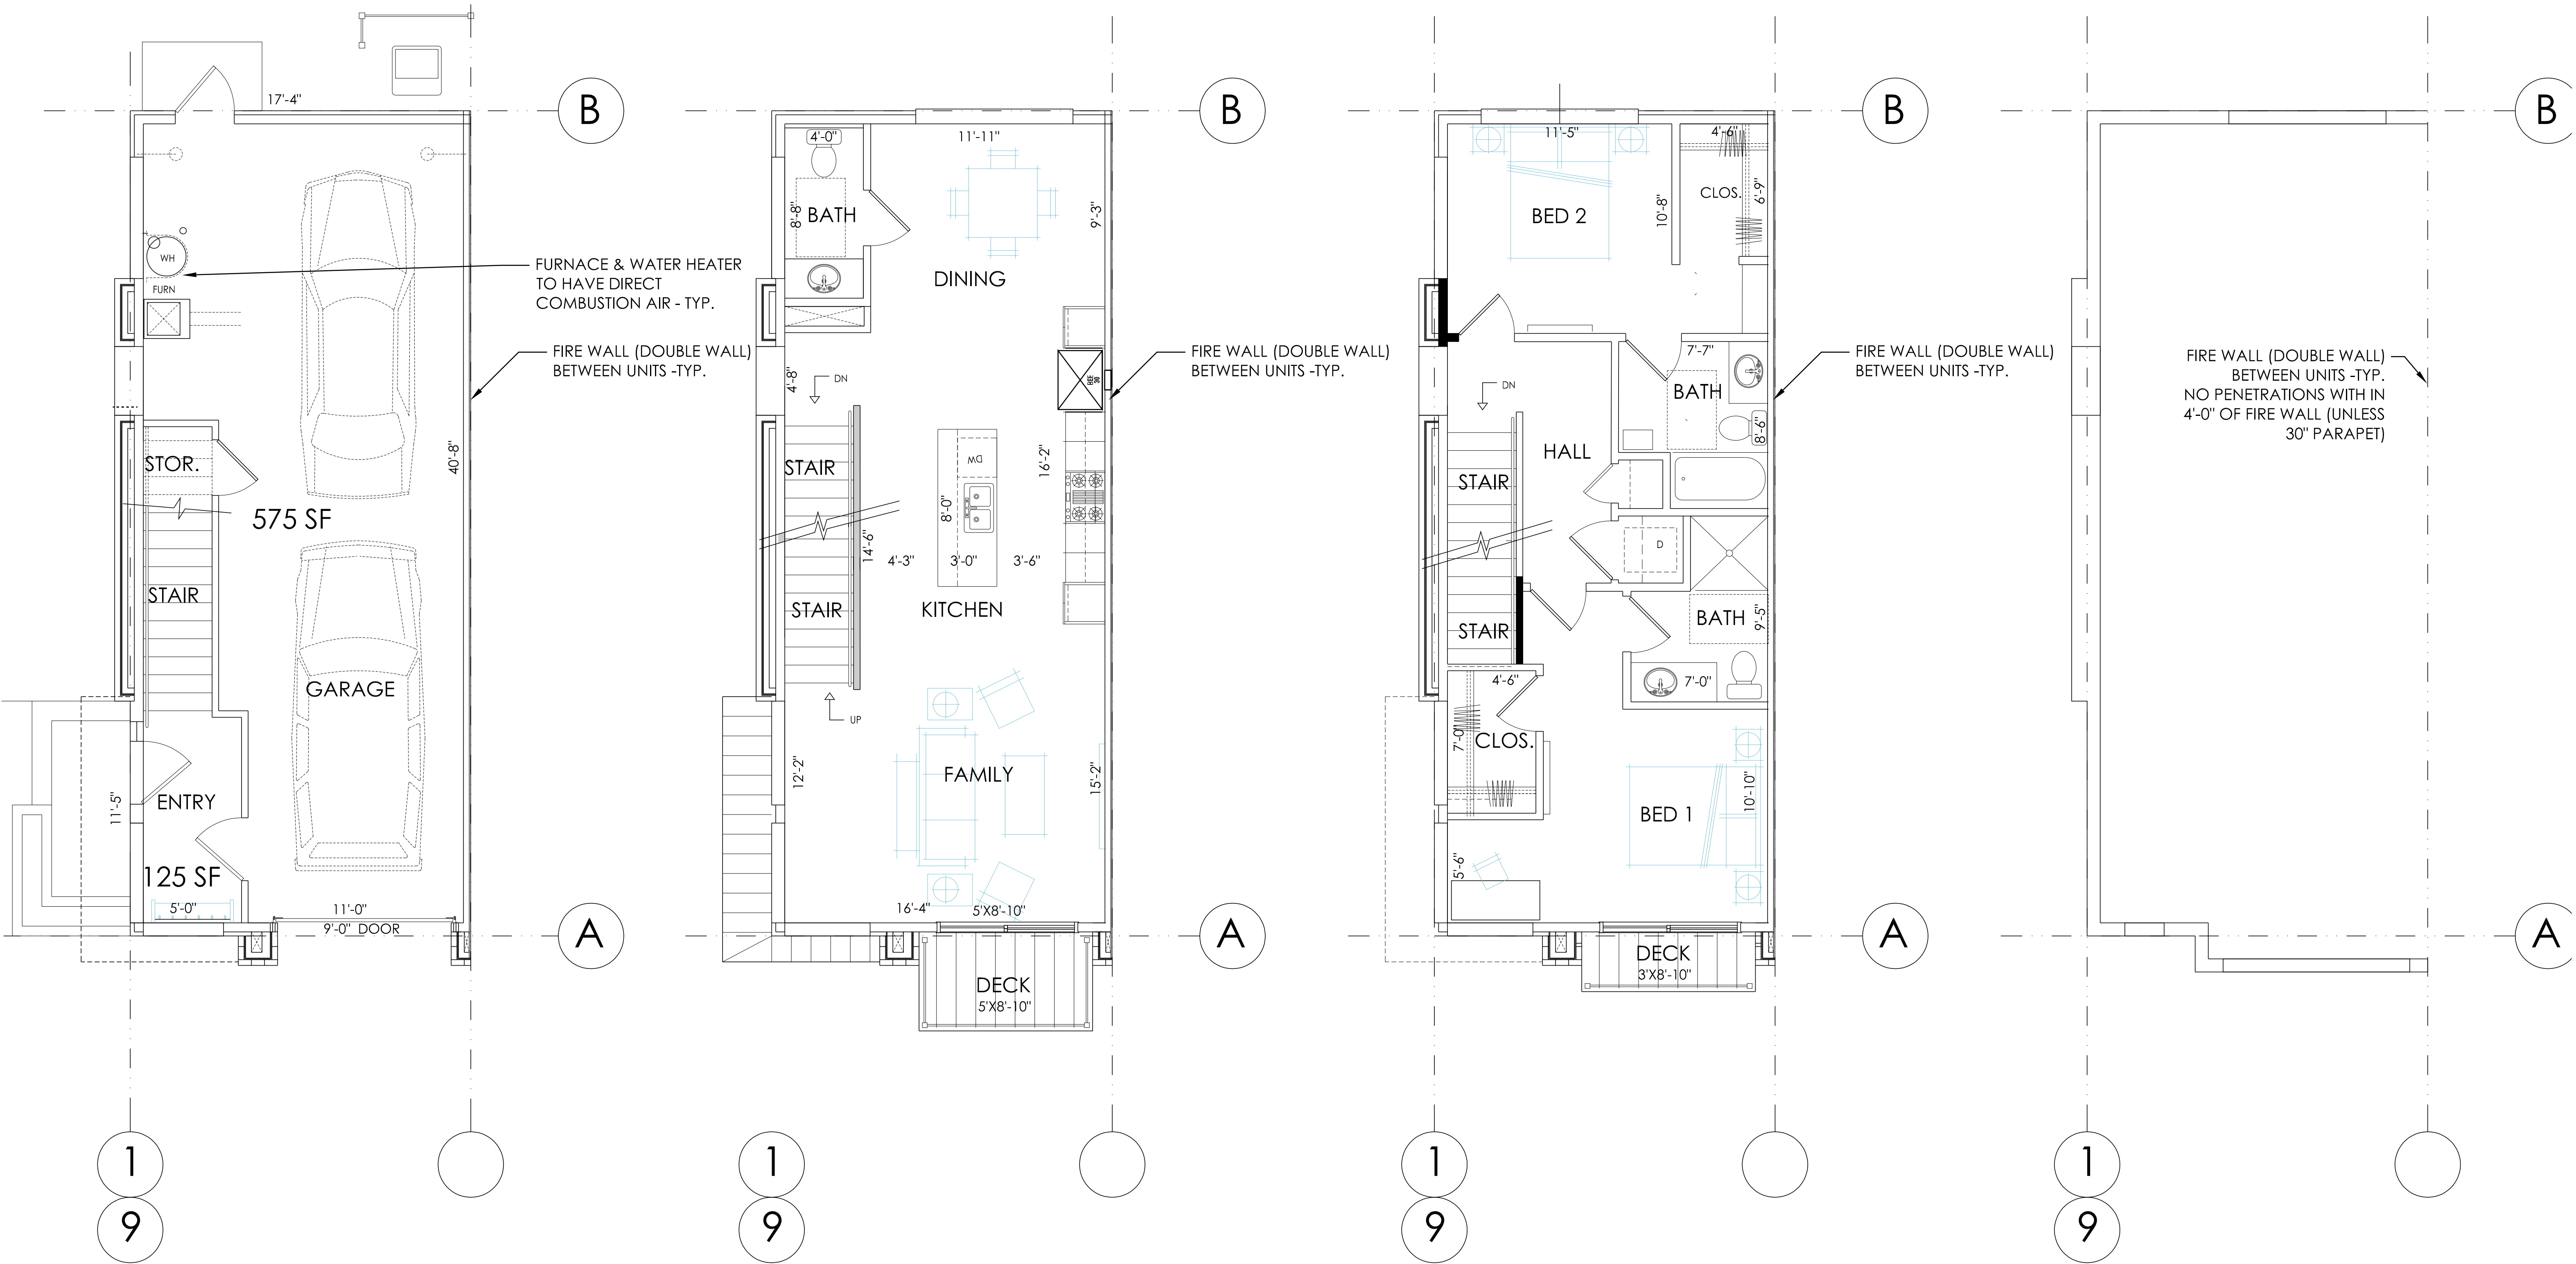 17'-4"
B
WH
FURN
FURNACE & WATER HEATER
TO HAVE DIRECT
COMBUSTION AIR - TYP.
FIRE WALL (DOUBLE WALL)
BETWEEN UNITS -TYP.
STOR.
40'-8"
575 SF
STAIR
GARAGE
11'-5"
ENTRY
125 SF
5'-0"
11'-0"
9'-0" DOOR
A
1
9
4'-0"
11'-11"
B
8'-8"
BATH
9'-3"
DINING
FIRE WALL (DOUBLE WALL)
BETWEEN UNITS -TYP.
4'-8"
DN
REF
30
STAIR
DW
16'-2"
8'-0"
14'-6"
4'-3"
3'-0"
3'-6"
STAIR
KITCHEN
UP
12'-2"
FAMILY
15'-2"
16'-4"
5'X8'-10"
A
DECK
5'X8'-10"
1
9
11'-5"
4'-6"
B
BED 2
10'-8"
CLOS.
6'-9"
7'-7"
FIRE WALL (DOUBLE WALL)
BETWEEN UNITS -TYP.
DN
BATH
8'-6"
HALL
STAIR
D
BATH
9'-5"
STAIR
4'-6"
7'-0"
7'-0"
CLOS.
BED 1
10'-10"
5'-6"
A
DECK
3'X8'-10"
1
9
B
FIRE WALL (DOUBLE WALL)
BETWEEN UNITS -TYP.
NO PENETRATIONS WITH IN
4'-0" OF FIRE WALL (UNLESS
30" PARAPET)
A
1
9